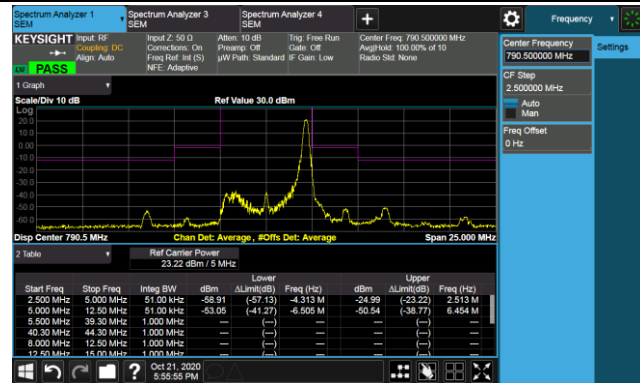 Spectrum Analyzer 1
SEM
Spectrum Analyzer 3
SEM
Spectrum Analyzer 4
SEM
+
Frequency
KEYSIGHT
Input: RF
Coupling: DC
Align: Auto
Input Z: 50 Ω
Corrections: On
Freq Ref: Int (S)
NFE: Adaptive
Atten: 10 dB
Preamp: Off
µW Path: Standard
Trig: Free Run
Gate: Off
IF Gain: Low
Center Freq: 790.500000 MHz
Avg|Hold: 100.00% of 10
Radio Std: None
PASS
Center Frequency
790.500000 MHz
Settings
CF Step
2.500000 MHz
Auto
Man
Freq Offset
0 Hz
1 Graph
Scale/Div 10 dB
Ref Value 30.0 dBm
Log
20.0
10.0
0.00
-10.0
-20.0
-30.0
-40.0
-50.0
-60.0
Disp Center 790.5 MHz
Chan Det: Average , #Offs Det: Average
Span 25.000 MHz
2 Table
Ref Carrier Power
23.22 dBm / 5 MHz
Lower Upper
Start Freq Stop Freq Integ BW dBm ΔLimit(dB) Freq (Hz) dBm ΔLimit(dB) Freq (Hz)
2.500 MHz 5.000 MHz 51.00 kHz -58.91 (-57.13) -4.313 M -24.99 (-23.22) 2.513 M
5.000 MHz 12.50 MHz 51.00 kHz -53.05 (-41.27) -6.505 M -50.54 (-38.77) 6.454 M
5.500 MHz 39.30 MHz 1.000 MHz — (—) — (—)
40.30 MHz 44.30 MHz 1.000 MHz — (—) — (—)
8.000 MHz 12.50 MHz 1.000 MHz — (—) — (—)
12.50 MHz 15.00 MHz 1.000 MHz — (—) — (—)
?
Oct 21, 2020
5:55:55 PM